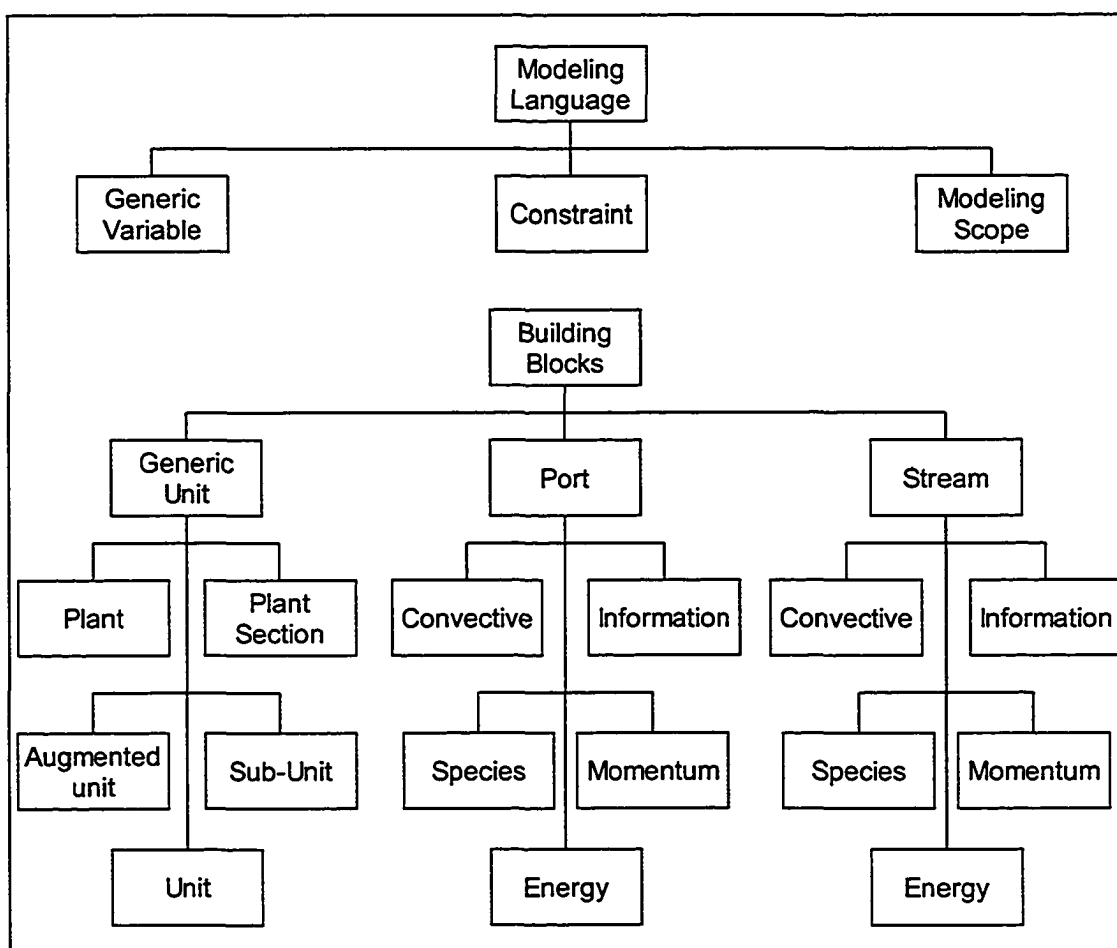 Modeling
Language
Generic
Variable
Constraint
Modeling
Scope
Building
Blocks
Generic
Unit
Port
Stream
Plant
Plant
Section
Convective
Information
Convective
Information
Augmented
unit
Sub-Unit
Species
Momentum
Species
Momentum
Unit
Energy
Energy